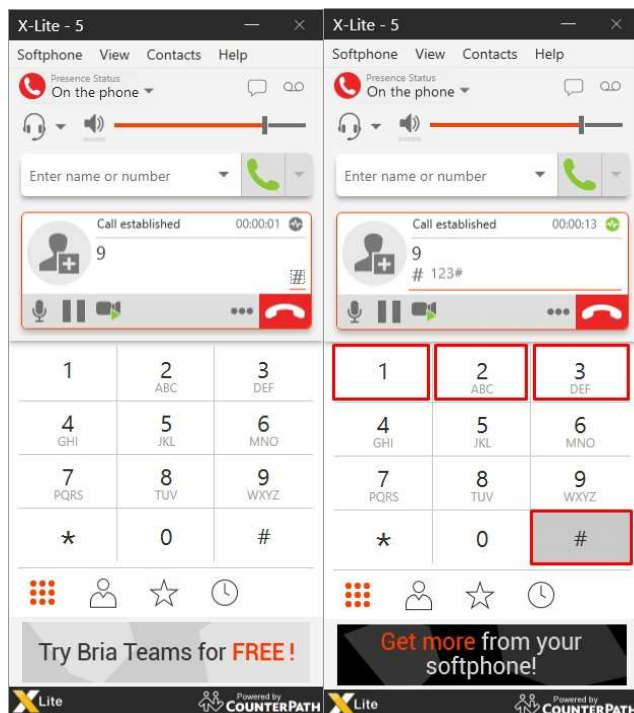 X-Lite - 5
Softphone View Contacts Help
Presence Status
On the phone
Enter name or number
Call established 00:00:01
9
#
1 2 3
ABC DEF
4 5 6
GHI JKL MNO
7 8 9
PQRS TUV WXYZ
* 0 #
Try Bria Teams for FREE!
X Lite Powered by
COUNTERPATH
X-Lite - 5
Softphone View Contacts Help
Presence Status
On the phone
Enter name or number
Call established 00:00:13
9
# 123#
1 2 3
ABC DEF
4 5 6
GHI JKL MNO
7 8 9
PQRS TUV WXYZ
* 0 #
Get more from your
softphone!
X Lite Powered by
COUNTERPATH